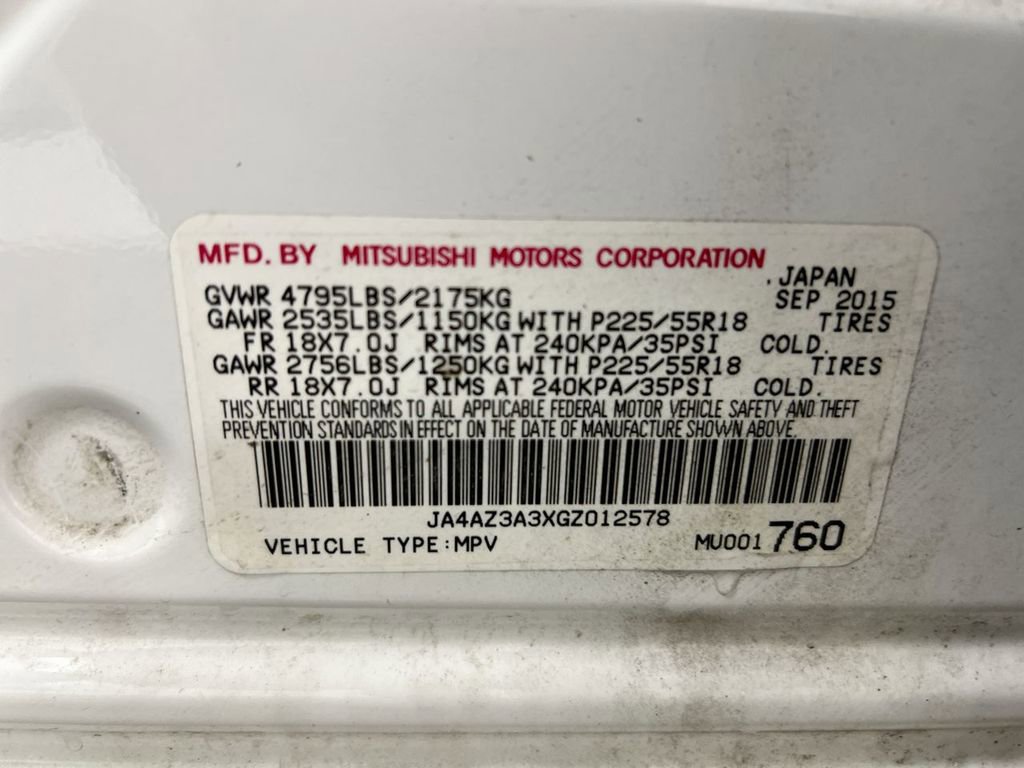 MFD. BY MITSUBISHI MOTORS CORPORATION
.JAPAN
GVWR 4795LBS/2175KG SEP 2015
GAWR 2535LBS/1150KG WITH P225/55R18 TIRES
FR 18X7.0J RIMS AT 240KPA/35PSI COLD.
GAWR 2756LBS/1250KG WITH P225/55R18 TIRES
RR 18X7.0J RIMS AT 240KPA/35PSI COLD.
THIS VEHICLE CONFORMS TO ALL APPLICABLE FEDERAL MOTOR VEHICLE SAFETY AND THEFT
PREVENTION STANDARDS IN EFFECT ON THE DATE OF MANUFACTURE SHOWN ABOVE.
JA4AZ3A3XGZ012578
VEHICLE TYPE:MPV MU001 760